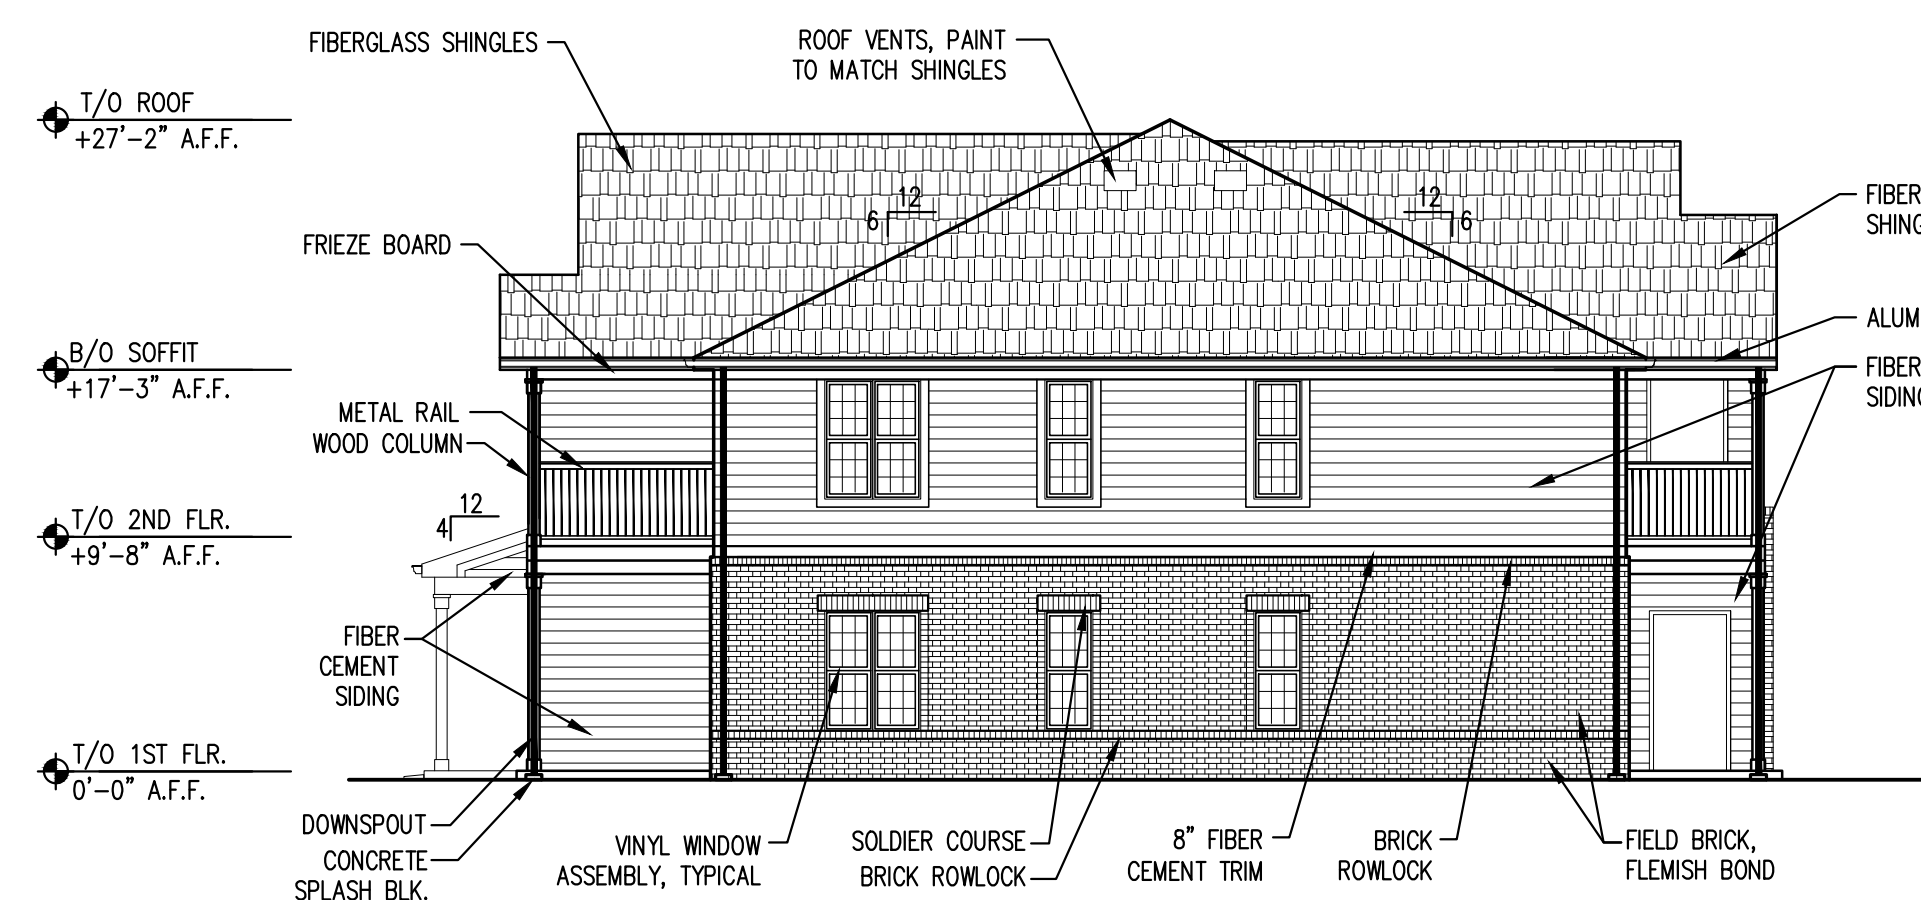 FIBERGLASS SHINGLES
ROOF VENTS, PAINT
TO MATCH SHINGLES
T/O ROOF
+27'-2" A.F.F.
12
6
12
6
FIBER
SHING
FRIEZE BOARD
ALUM
B/O SOFFIT
+17'-3" A.F.F.
FIBER
SIDING
METAL RAIL
WOOD COLUMN
12
4
T/O 2ND FLR.
+9'-8" A.F.F.
FIBER
CEMENT
SIDING
T/O 1ST FLR.
0'-0" A.F.F.
DOWNSPOUT
CONCRETE
SPLASH BLK.
VINYL WINDOW
ASSEMBLY, TYPICAL
SOLDIER COURSE
BRICK ROWLOCK
8" FIBER
CEMENT TRIM
BRICK
ROWLOCK
FIELD BRICK,
FLEMISH BOND